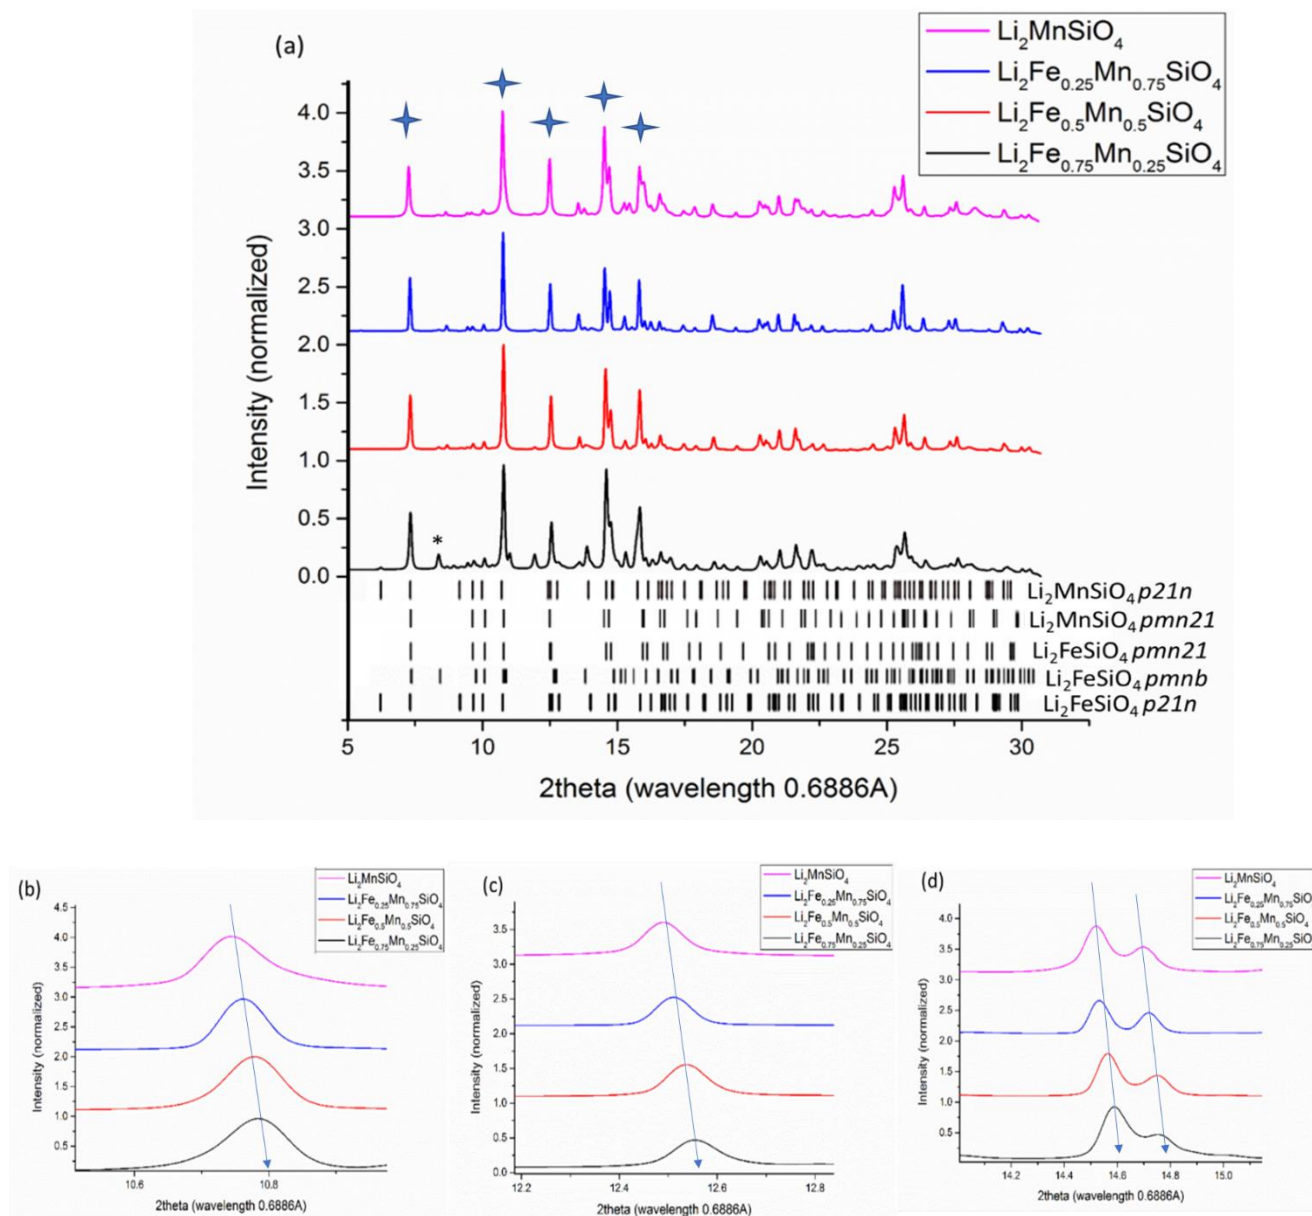 (a)
Li₂MnSiO₄
Li₂Fe₀.₂₅Mn₀.₇₅SiO₄
Li₂Fe₀.₅Mn₀.₅SiO₄
Li₂Fe₀.₇₅Mn₀.₂₅SiO₄
Intensity (normalized)
4.0
3.5
3.0
2.5
2.0
1.5
1.0
0.5
0.0
*
Li₂MnSiO₄ p21n
Li₂MnSiO₄ pmn21
Li₂FeSiO₄ pmn21
Li₂FeSiO₄ pmnb
Li₂FeSiO₄ p21n
5 10 15 20 25 30
2theta (wavelength 0.6886A)
(b)
Li₂MnSiO₄
Li₂Fe₀.₂₅Mn₀.₇₅SiO₄
Li₂Fe₀.₅Mn₀.₅SiO₄
Li₂Fe₀.₇₅Mn₀.₂₅SiO₄
Intensity (normalized)
4.5
4.0
3.5
3.0
2.5
2.0
1.5
1.0
0.5
10.6 10.8
2theta (wavelength 0.6886A)
(c)
Li₂MnSiO₄
Li₂Fe₀.₂₅Mn₀.₇₅SiO₄
Li₂Fe₀.₅Mn₀.₅SiO₄
Li₂Fe₀.₇₅Mn₀.₂₅SiO₄
Intensity (normalized)
4.0
3.5
3.0
2.5
2.0
1.5
1.0
0.5
0.0
12.2 12.4 12.6 12.8
2theta (wavelength 0.6886A)
(d)
Li₂MnSiO₄
Li₂Fe₀.₂₅Mn₀.₇₅SiO
Li₂Fe₀.₅Mn₀.₅SiO₄
Li₂Fe₀.₇₅Mn₀.₂₅SiO
Intensity (normalized)
4.0
3.5
3.0
2.5
2.0
1.5
1.0
0.5
14.2 14.4 14.6 14.8 15.0
2theta (wavelength 0.6886A)